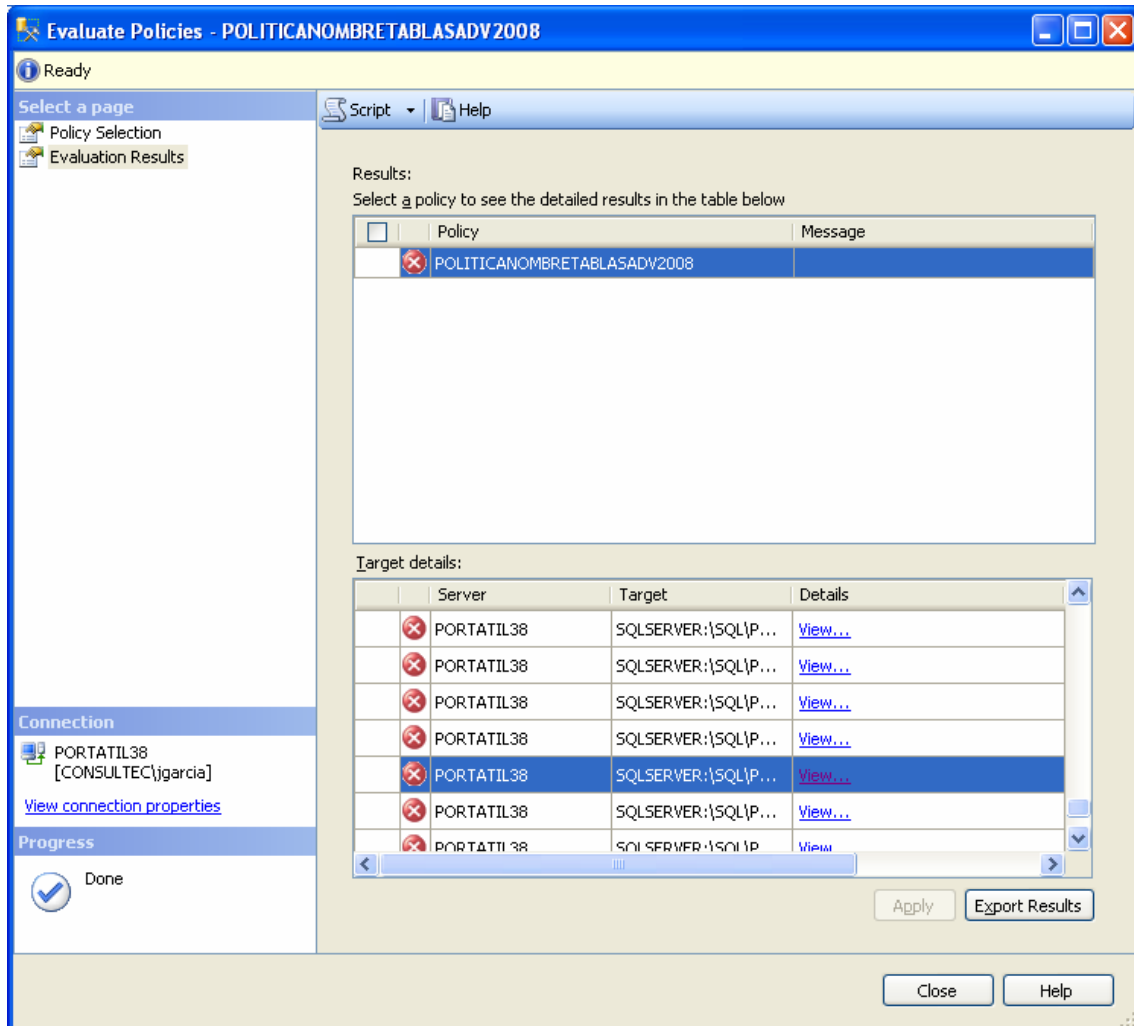 Evaluate Policies - POLITICANOMBRETABLASADV2008
Ready
Select a page
Policy Selection
Evaluation Results
Script Help
Results:
Select a policy to see the detailed results in the table below
Policy Message
POLITICANOMBRETABLASADV2008
Target details:
Server Target Details
PORTATIL38 SQLSERVER:\SQL\P... View...
PORTATIL38 SQLSERVER:\SQL\P... View...
PORTATIL38 SQLSERVER:\SQL\P... View...
PORTATIL38 SQLSERVER:\SQL\P... View...
PORTATIL38 SQLSERVER:\SQL\P... View...
PORTATIL38 SQLSERVER:\SQL\P... View...
PORTATIL38 SQLSERVER:\SQL\P... View...
Connection
PORTATIL38
[CONSULTEC\jgarcia]
View connection properties
Progress
Done
Apply Export Results
Close Help